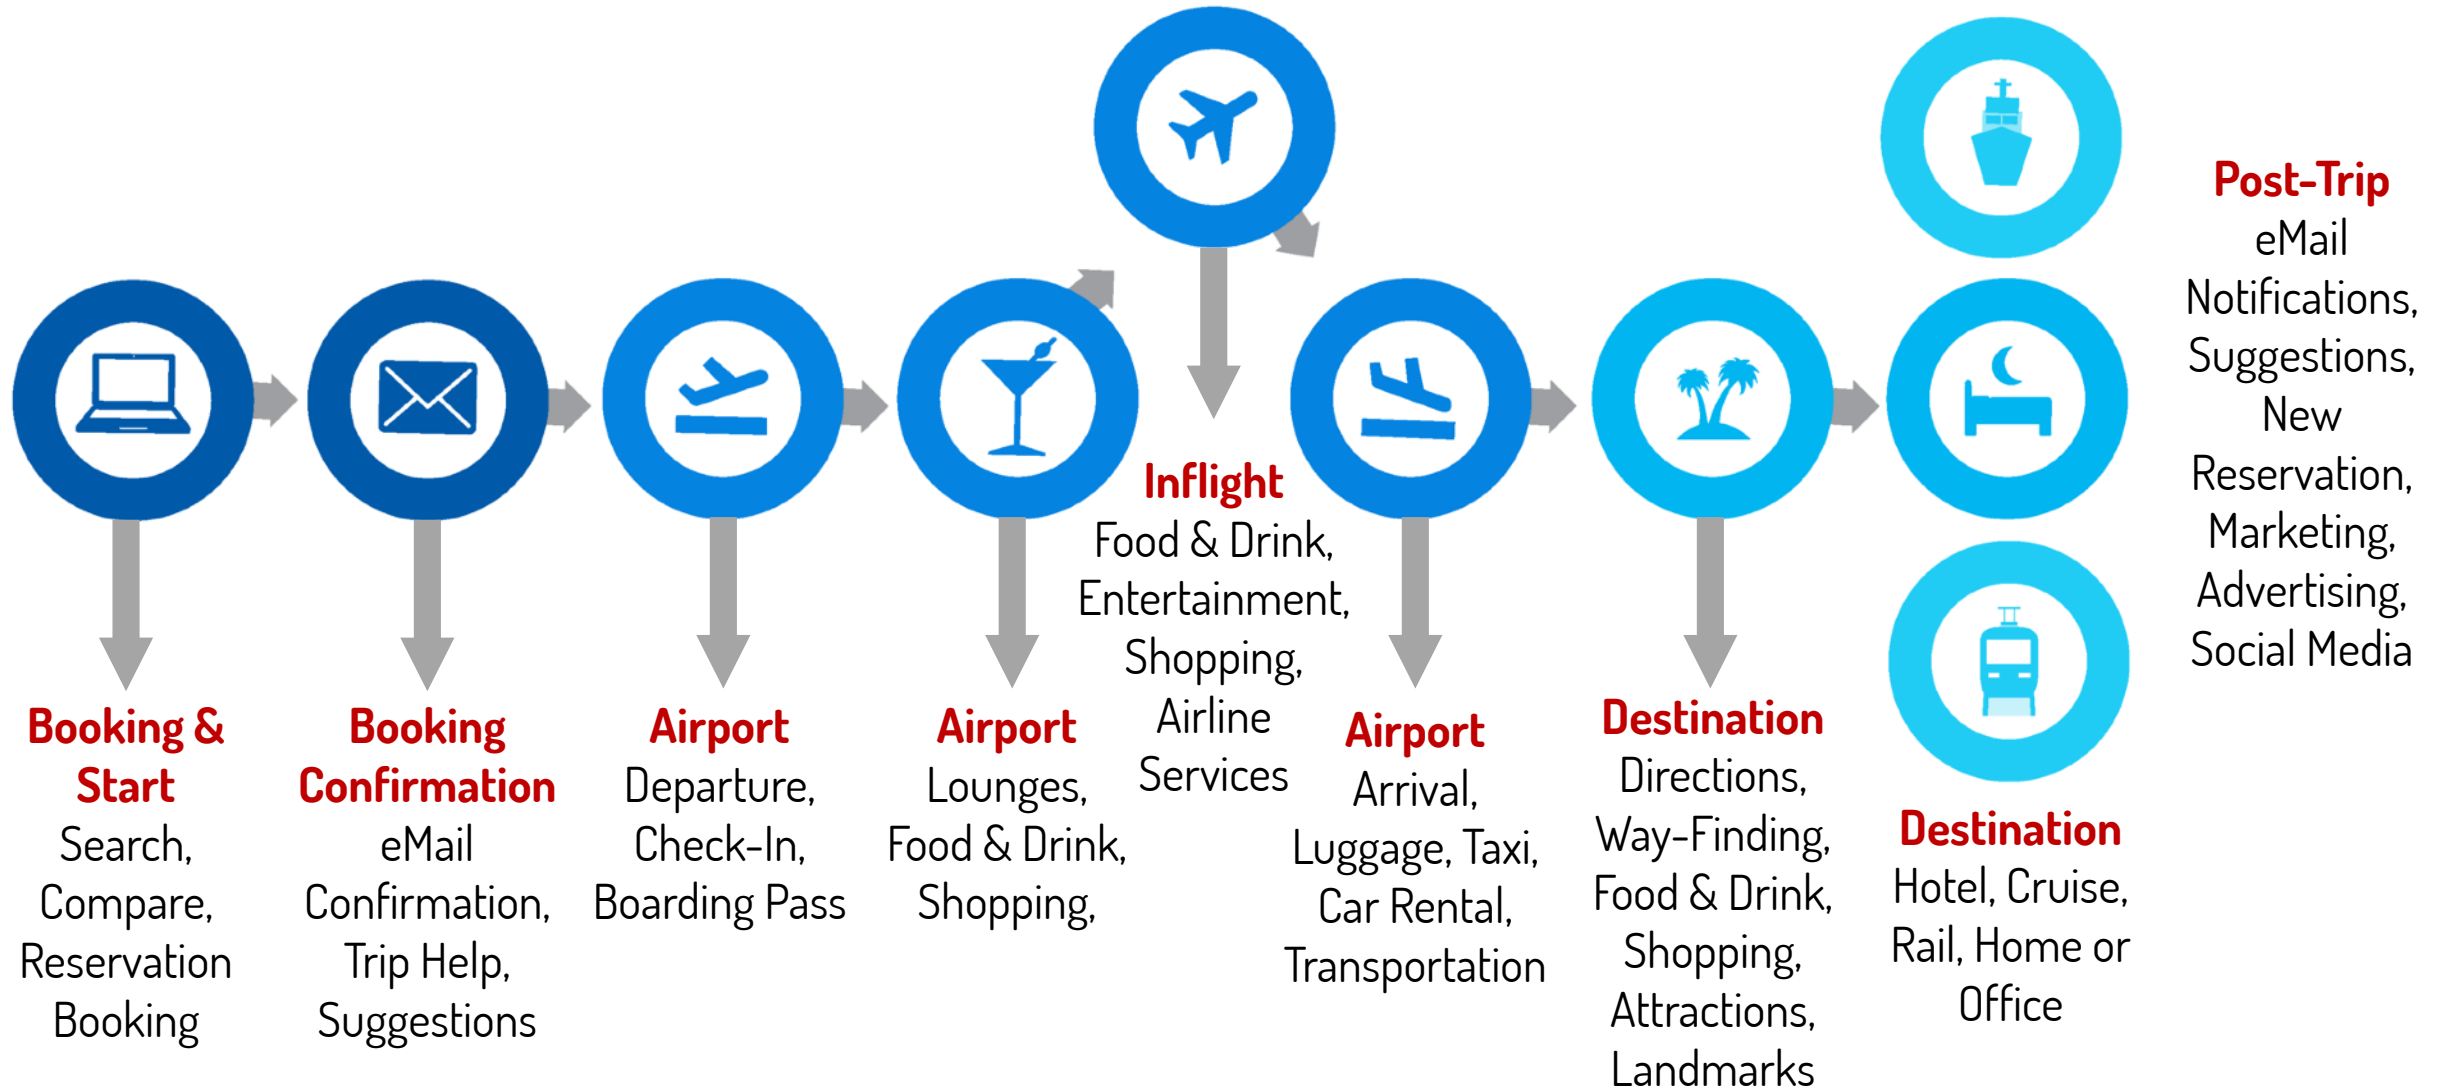 Booking &
Start
Search,
Compare,
Reservation
Booking
Booking
Confirmation
eMail
Confirmation,
Trip Help,
Suggestions
Airport
Departure,
Check-In,
Boarding Pass
Airport
Lounges,
Food & Drink,
Shopping,
Inflight
Food & Drink,
Entertainment,
Shopping,
Airline
Services
Airport
Arrival,
Luggage, Taxi,
Car Rental,
Transportation
Destination
Directions,
Way-Finding,
Food & Drink,
Shopping,
Attractions,
Landmarks
Destination
Hotel, Cruise,
Rail, Home or
Office
Post-Trip
eMail
Notifications,
Suggestions,
New
Reservation,
Marketing,
Advertising,
Social Media